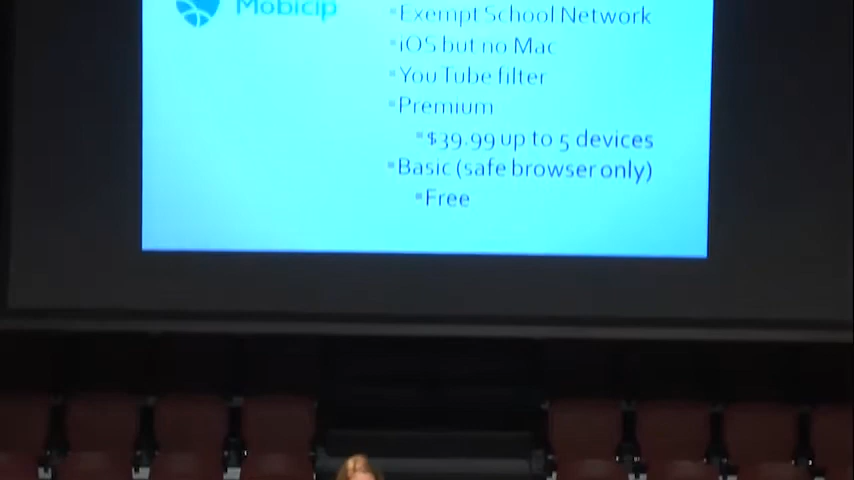 Mobicip
Exempt School Network
iOS but no Mac
YouTube filter
Premium
$39.99 up to 5 devices
Basic (safe browser only)
Free